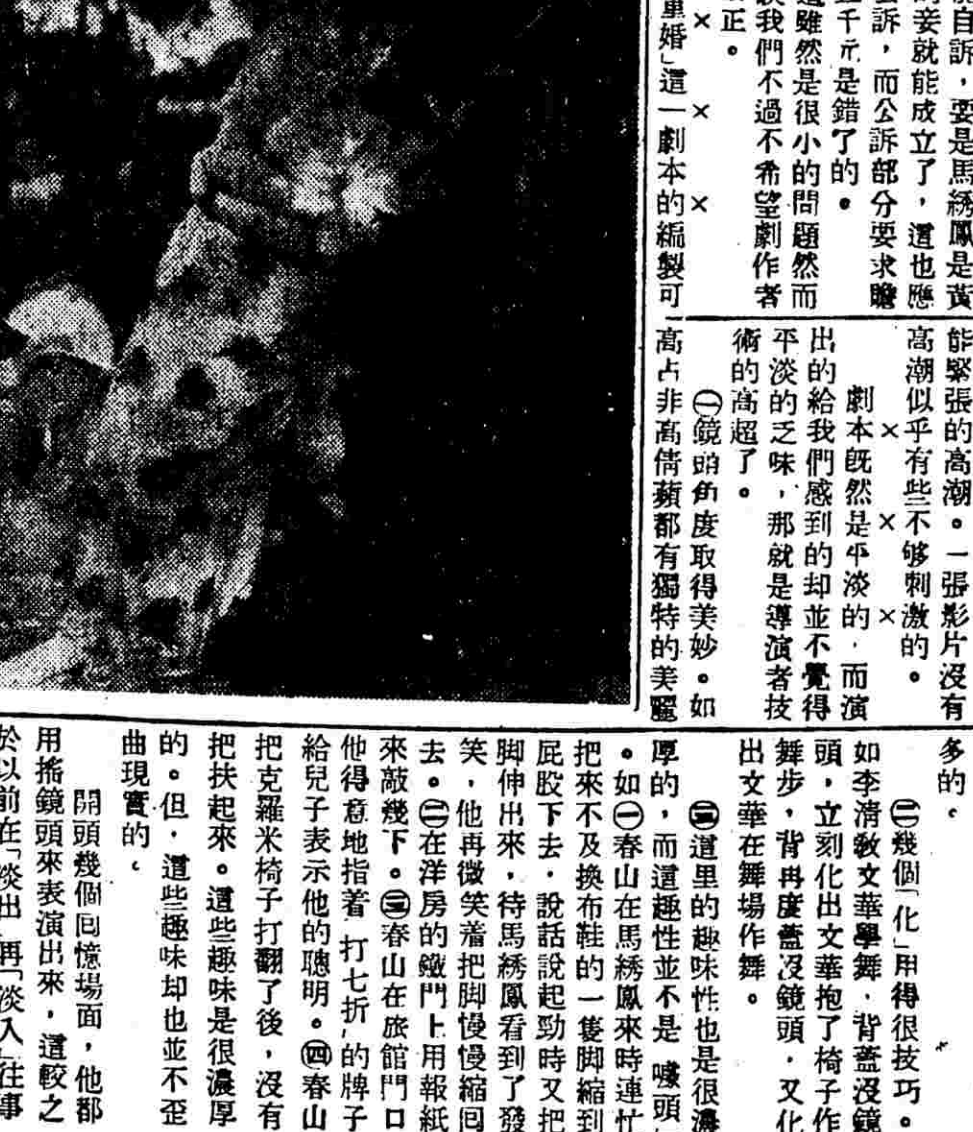 能自訴,要是馬綉鳳是黃
的妾就能成立了,這也應
訴,而公訴部分要求贍
千元是錯了的。
雖然是很小的問題然而
我們不過不希望劇作者
正。
× × ×
重婚」這一劇本的編製可
能緊張的高潮。一張影片沒有
高潮似乎有些不够刺激的。
× × ×
劇本既然是平淡的,而演
出的給我們感到的却並不覺得
平淡的乏味,那就是導演者技
術的高超了。
㊀鏡頭角度取得美妙。如
高占非高倩蘋都有獨特的美麗
多的。
㊁幾個「化」用得很技巧。
如李清敎文華學舞,背蓋沒鏡
頭,立刻化出文華抱了椅子作
舞步,背再度蓋沒鏡頭,又化
出文華在舞場作舞。
㊂道里的趣味性也是很濃
厚的,而這趣性並不是「噱頭」
。如㊀春山在馬綉鳳來時連忙
把來不及換布鞋的一隻脚縮到
屁股下去,說話說起勁時又把
脚伸出來,待馬綉鳳看到了發
笑,他再微笑着把脚慢慢縮囘
去。㊁在洋房的鐵門上用報紙
來敲幾下。㊂春山在旅館門口
他得意地指着「打七折」的牌子
給兒子表示他的聰明。㊃春山
把克羅米椅子打翻了後,沒有
把扶起來。這些趣味是很濃厚
的。但,這些趣味却也並不歪
曲現實的。
開頭幾個囘憶場面,他都
用搖鏡頭來表演出來,這較之
於以前在「淡出」再「淡入」往事